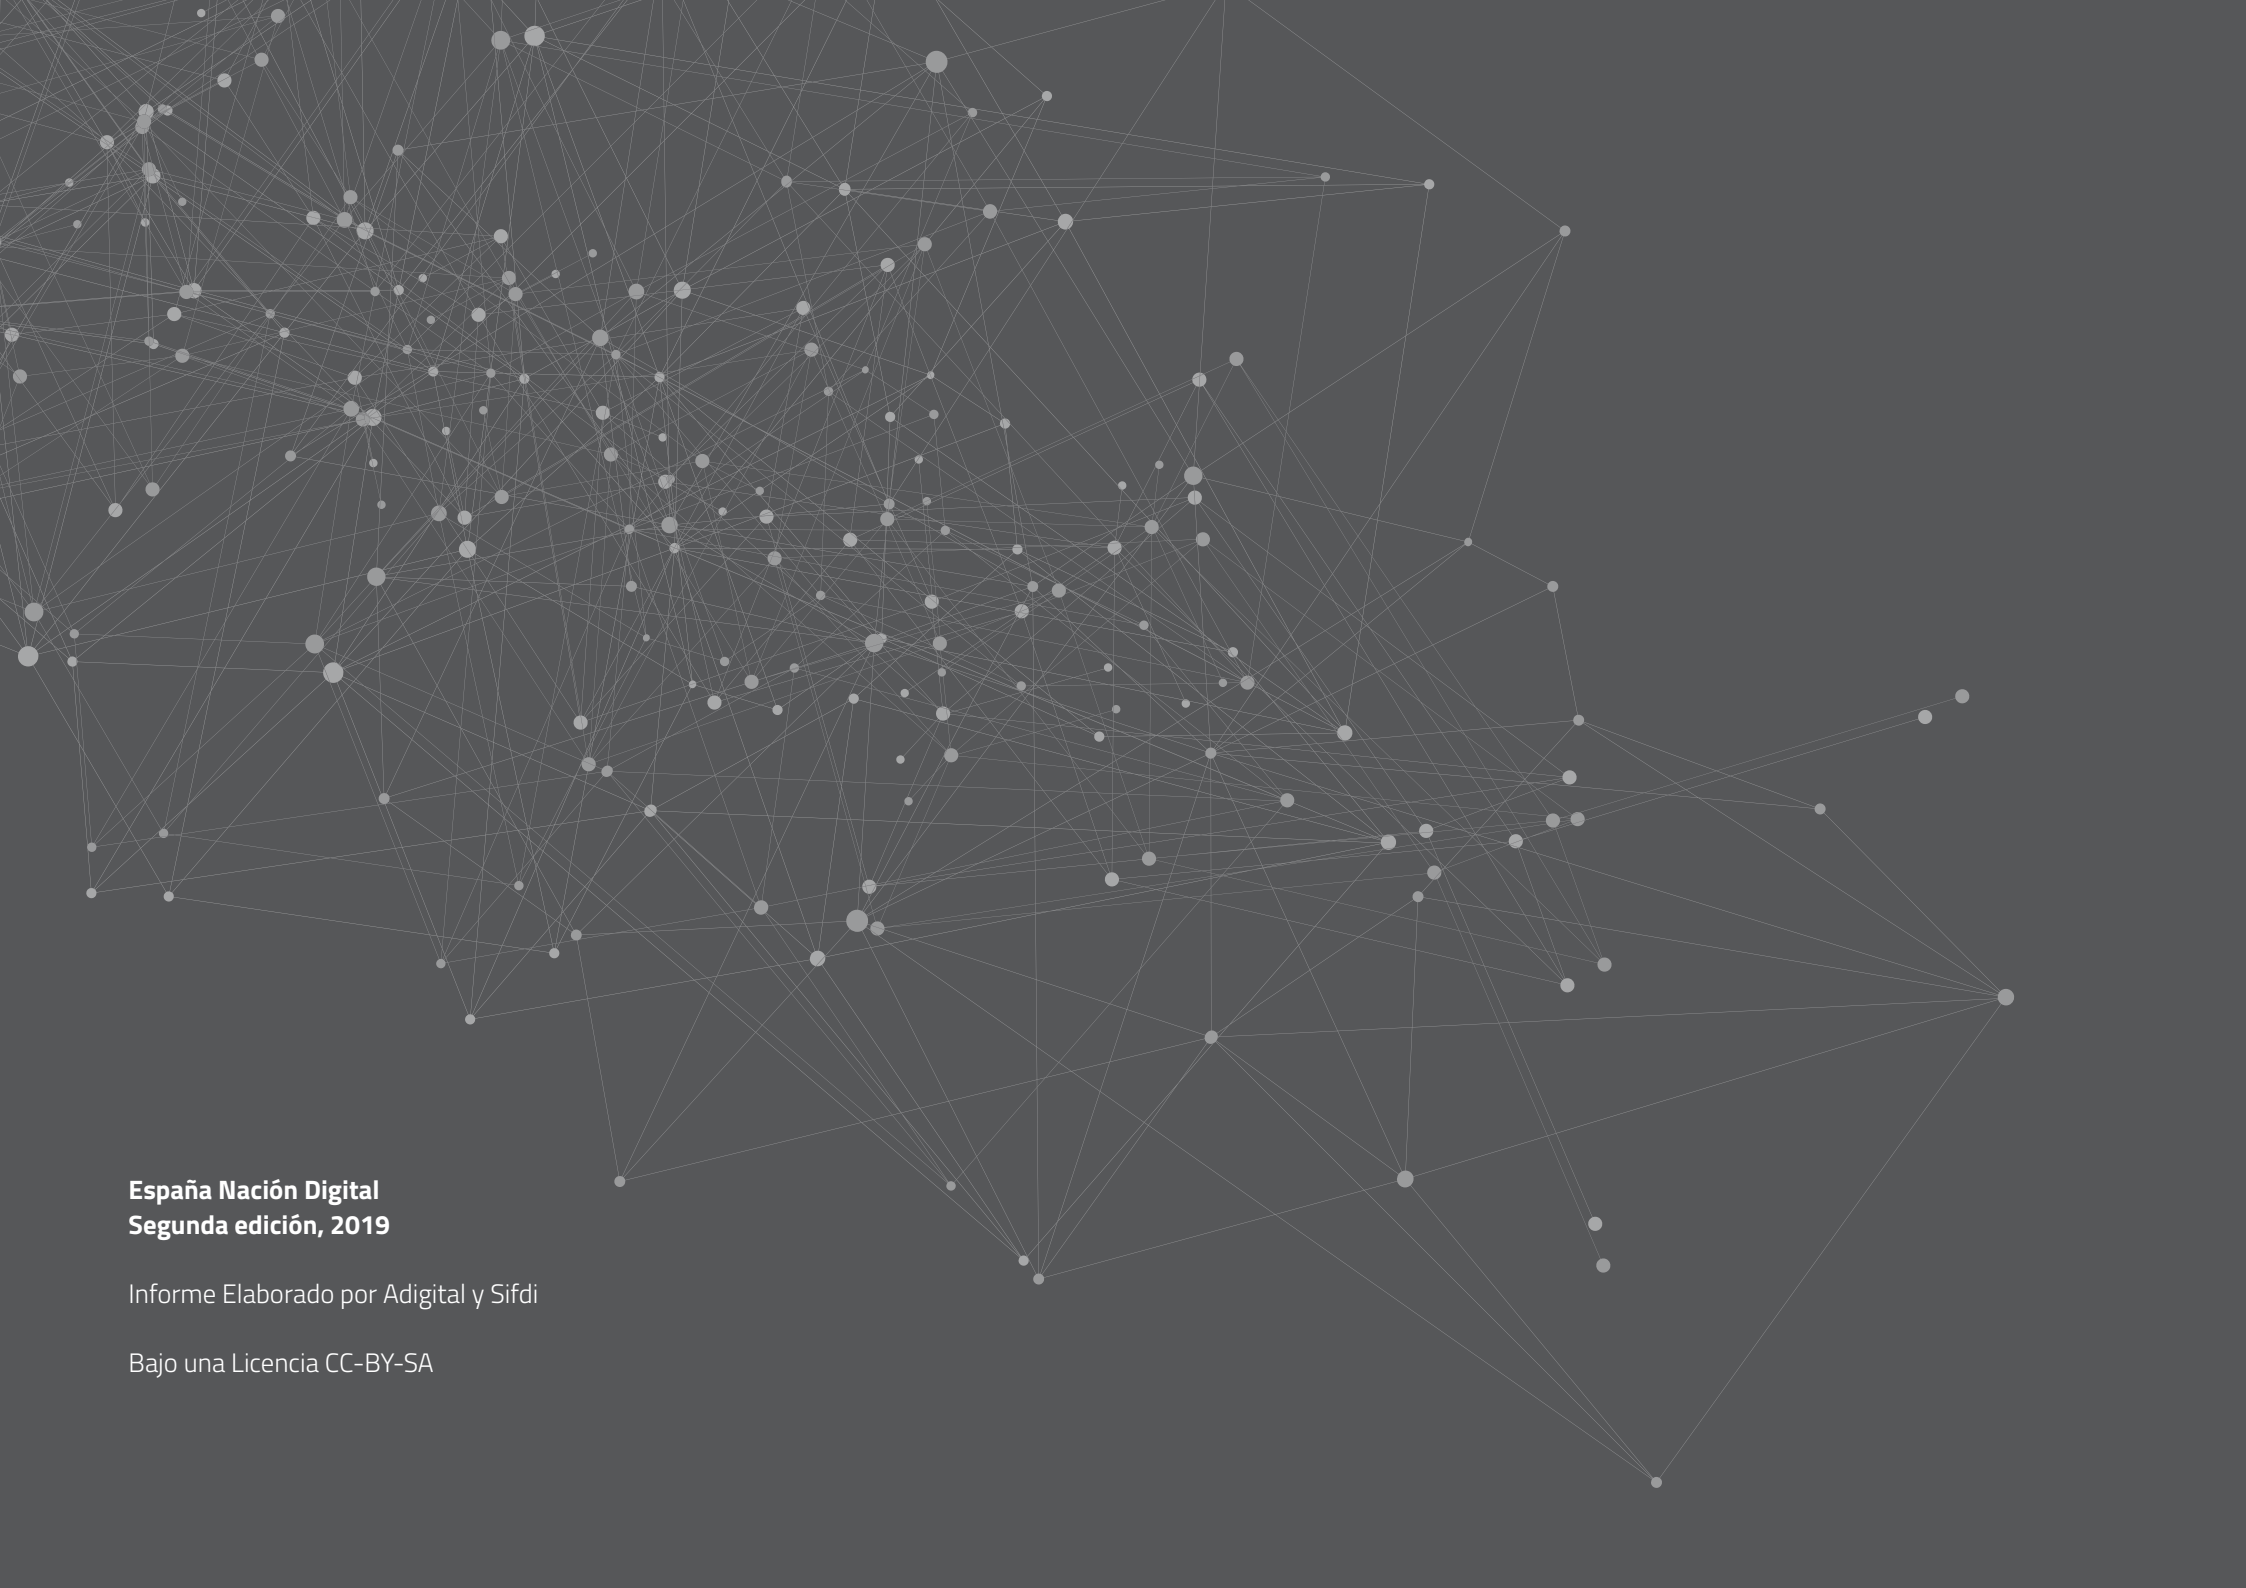 España Nación Digital
Segunda edición, 2019
Informe Elaborado por Adigital y Sifdi
Bajo una Licencia CC-BY-SA